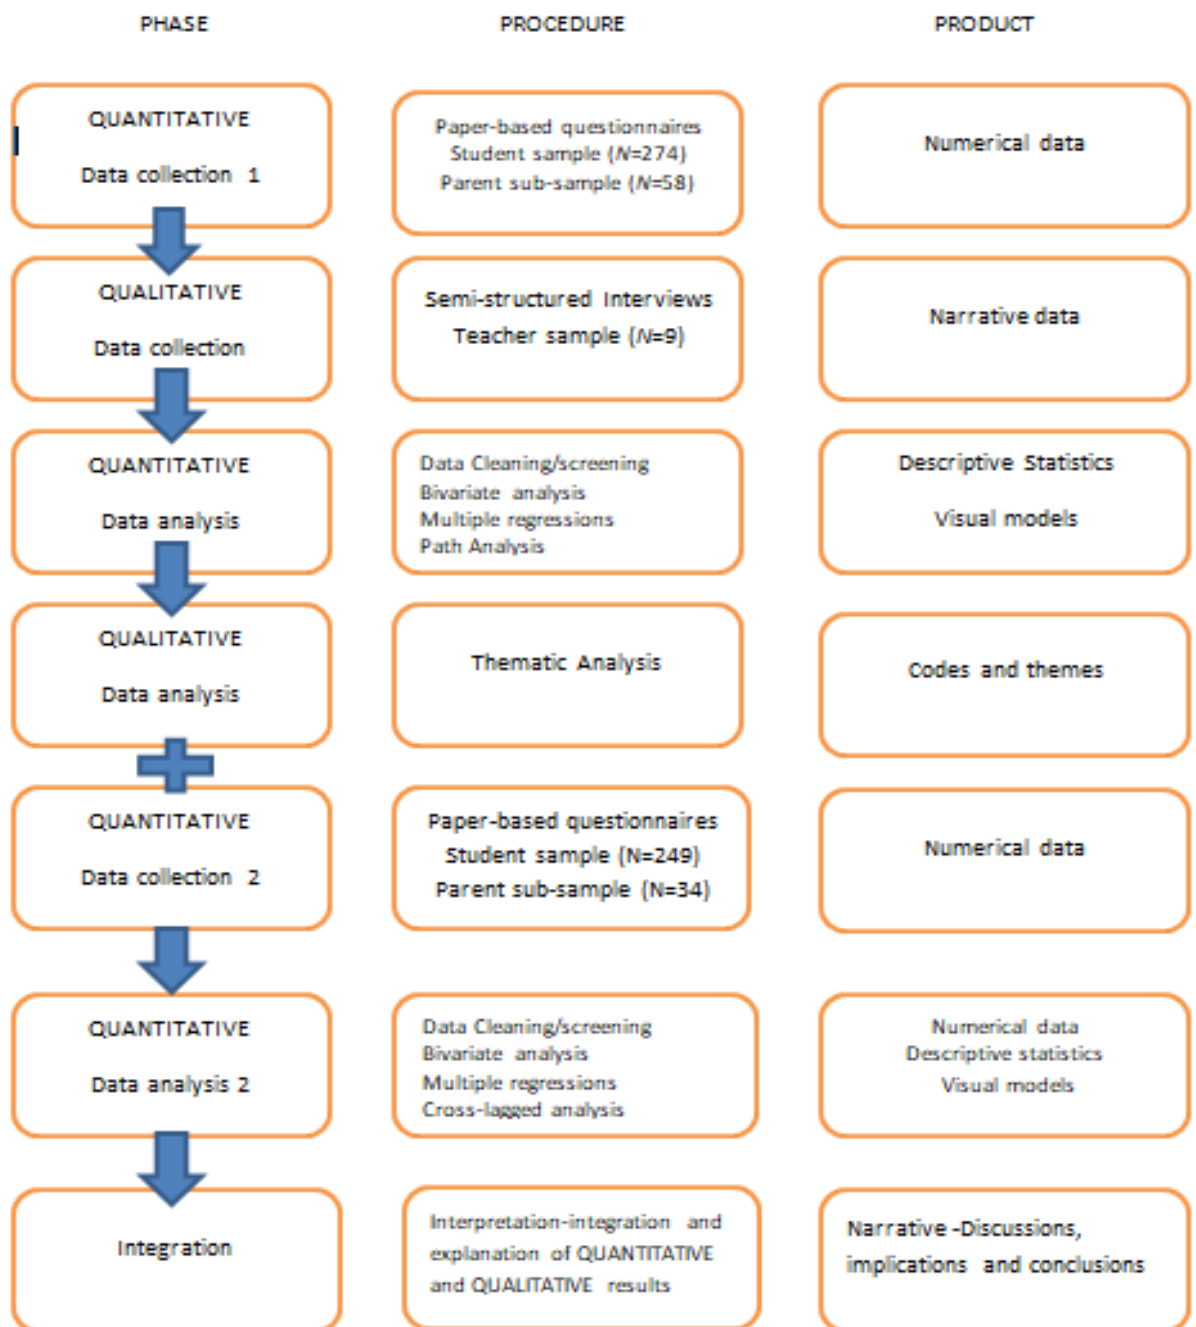 PHASE
PROCEDURE
PRODUCT
QUANTITATIVE
Data collection 1
Paper-based questionnaires
Student sample (N=274)
Parent sub-sample (N=58)
Numerical data
QUALITATIVE
Data collection
Semi-structured Interviews
Teacher sample (N=9)
Narrative data
QUANTITATIVE
Data analysis
Data Cleaning/screening
Bivariate analysis
Multiple regressions
Path Analysis
Descriptive Statistics
Visual models
QUALITATIVE
Data analysis
Thematic Analysis
Codes and themes
QUANTITATIVE
Data collection 2
Paper-based questionnaires
Student sample (N=249)
Parent sub-sample (N=34)
Numerical data
QUANTITATIVE
Data analysis 2
Data Cleaning/screening
Bivariate analysis
Multiple regressions
Cross-lagged analysis
Numerical data
Descriptive statistics
Visual models
Integration
Interpretation-integration and
explanation of QUANTITATIVE
and QUALITATIVE results
Narrative -Discussions,
implications and conclusions